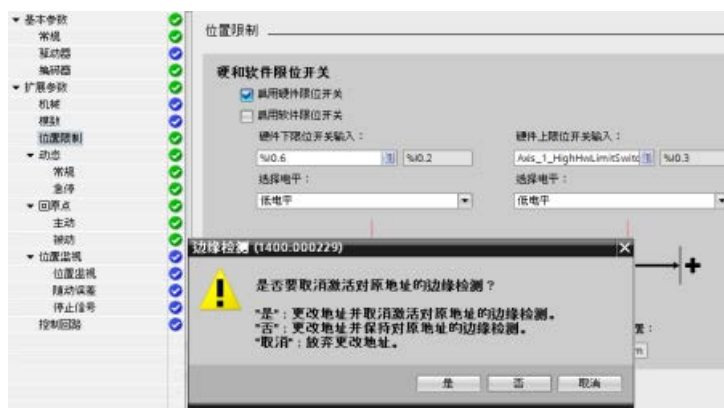 基本参数
常规
驱动器
编码器
扩展参数
机械
模数
位置限制
动态
常规
急停
回原点
主动
被动
位置监视
位置监视
随动误差
停止信号
控制回路
位置限制
硬和软件限位开关
启用硬件限位开关
启用软件限位开关
硬件下限位开关输入：
硬件上限位开关输入：
%I0.6
%I0.2
Axis_1_HighHwLimitSwitc
%I0.3
选择电平：
选择电平：
低电平
低电平
边缘检测 (1400:000229)
是否要取消激活对原地址的边缘检测？
"是"：更改地址并取消激活对原地址的边缘检测。
"否"：更改地址并保持对原地址的边缘检测。
"取消"：放弃更改地址。
置：
是
否
取消